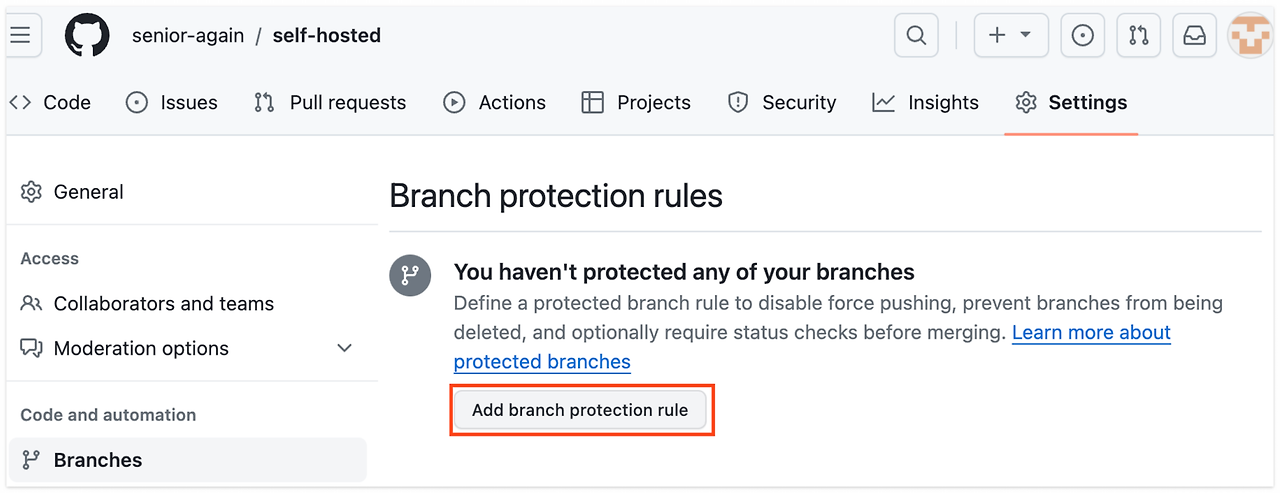 senior-again / self-hosted
Code Issues Pull requests Actions Projects Security Insights Settings
General
Access
Collaborators and teams
Moderation options
Code and automation
Branches
Branch protection rules
You haven't protected any of your branches
Define a protected branch rule to disable force pushing, prevent branches from being
deleted, and optionally require status checks before merging. Learn more about
protected branches
Add branch protection rule